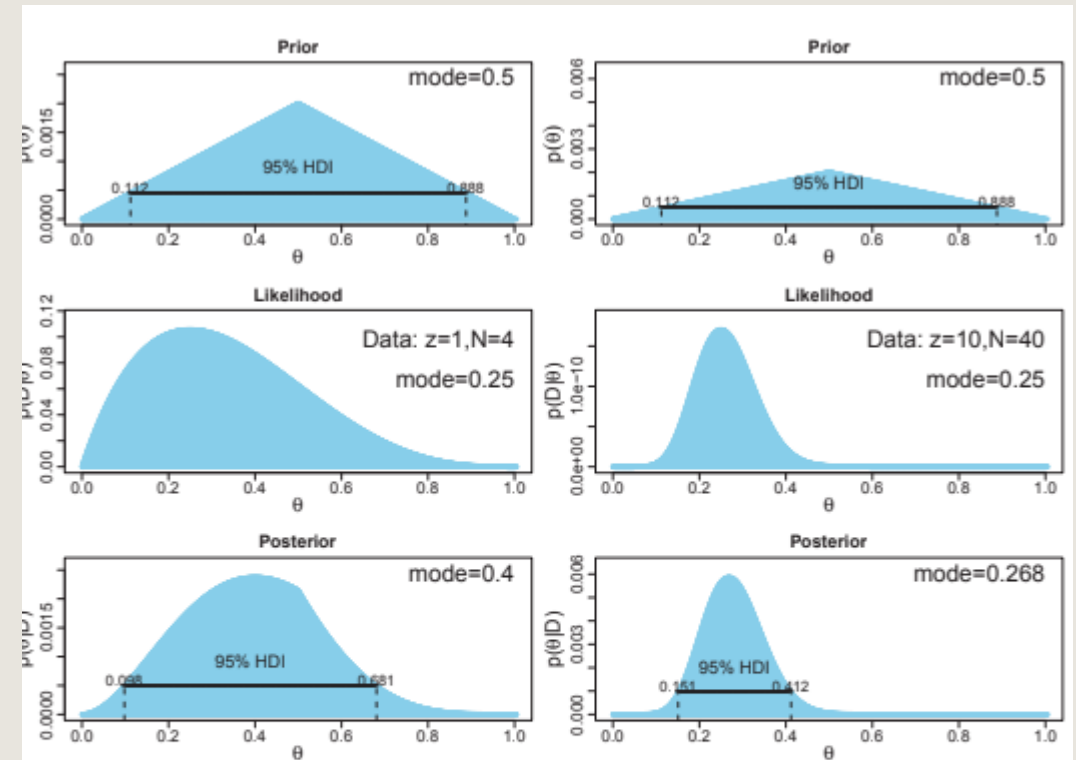 Prior
mode=0.5
95% HDI
0.112 0.888
p(θ)
0.0000 0.0015
0.0 0.2 0.4 0.6 0.8 1.0
θ
Prior
mode=0.5
95% HDI
0.112 0.888
p(θ)
0.000 0.003 0.006
0.0 0.2 0.4 0.6 0.8 1.0
θ
Likelihood
Data: z=1,N=4
mode=0.25
p(D|θ)
0.00 0.04 0.08 0.12
0.0 0.2 0.4 0.6 0.8 1.0
θ
Likelihood
Data: z=10,N=40
mode=0.25
p(D|θ)
0.0e+00 1.0e−10
0.0 0.2 0.4 0.6 0.8 1.0
θ
Posterior
mode=0.4
95% HDI
0.098 0.681
p(θ|D)
0.0000 0.0015
0.0 0.2 0.4 0.6 0.8 1.0
θ
Posterior
mode=0.268
95% HDI
0.151 0.412
p(θ|D)
0.000 0.003 0.006
0.0 0.2 0.4 0.6 0.8 1.0
θ